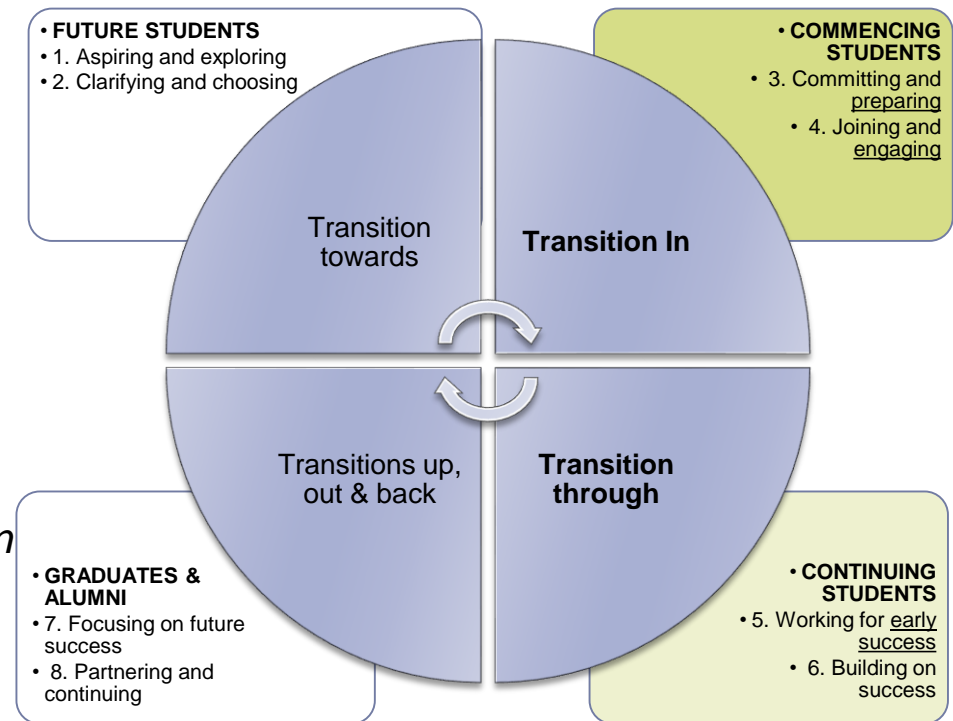 • FUTURE STUDENTS
• 1. Aspiring and exploring
• 2. Clarifying and choosing
• COMMENCING
STUDENTS
• 3. Committing and
preparing
• 4. Joining and
engaging
Transition
towards
Transition In
Transitions up,
out & back
Transition
through
n
• GRADUATES &
ALUMNI
• 7. Focusing on future
success
• 8. Partnering and
continuing
• CONTINUING
STUDENTS
• 5. Working for early
success
• 6. Building on
success